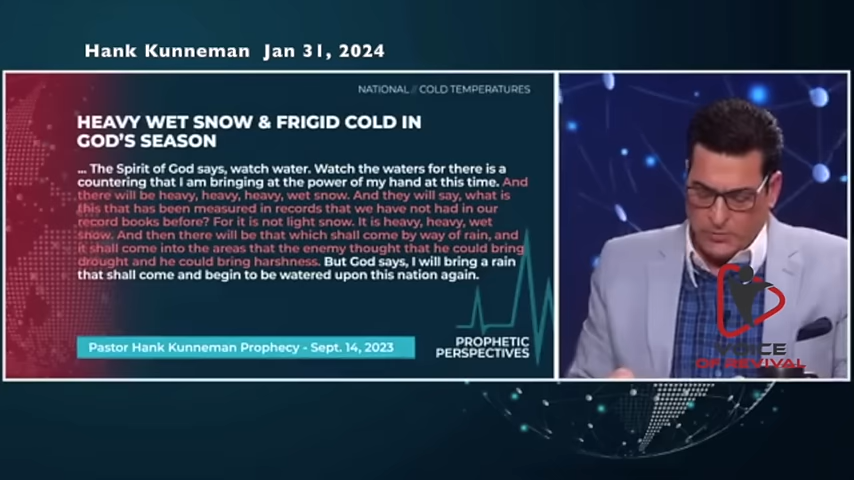 Hank Kunneman Jan 31, 2024
NATIONAL // COLD TEMPERATURES
HEAVY WET SNOW & FRIGID COLD IN
GOD'S SEASON
... The Spirit of God says, watch water. Watch the waters for there is a
countering that I am bringing at the power of my hand at this time. And
there will be heavy, heavy, heavy, wet snow. And they will say, what is
this that has been measured in records that we have not had in our
record books before? For it is not light snow. It is heavy, heavy, wet
snow. And then there will be that which shall come by way of rain, and
it shall come into the areas that the enemy thought that he could bring
drought and he could bring harshness. But God says, I will bring a rain
that shall come and begin to be watered upon this nation again.
Pastor Hank Kunneman Prophecy - Sept. 14, 2023
PROPHETIC
PERSPECTIVES
VOICE
OF REVIVAL